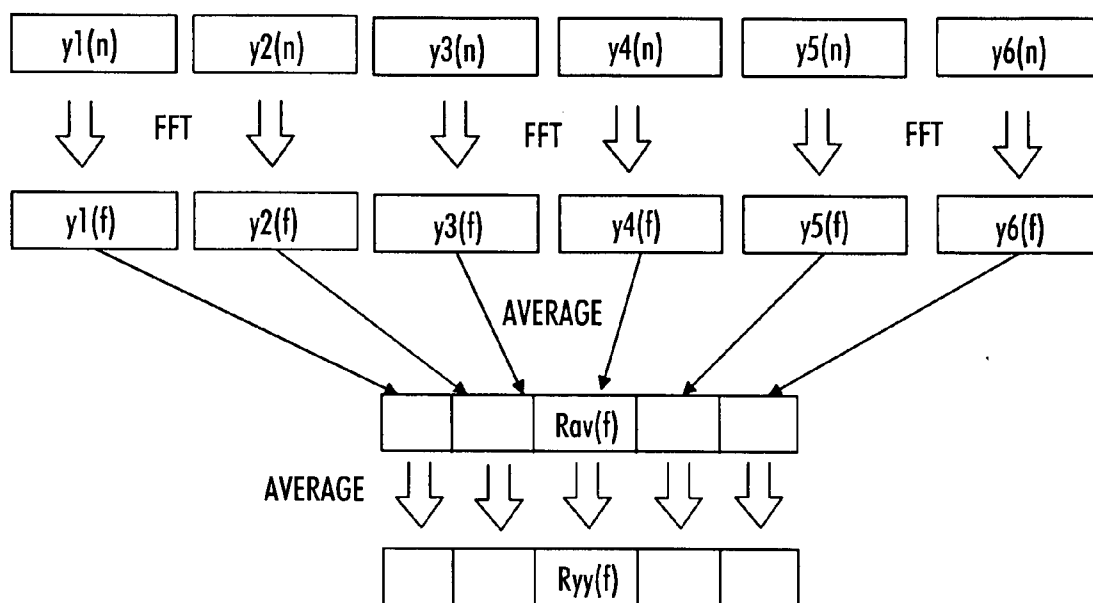 y1(n) y2(n) y3(n) y4(n) y5(n) y6(n)
FFT FFT FFT
y1(f) y2(f) y3(f) y4(f) y5(f) y6(f)
AVERAGE
Rav(f)
AVERAGE
Ryy(f)